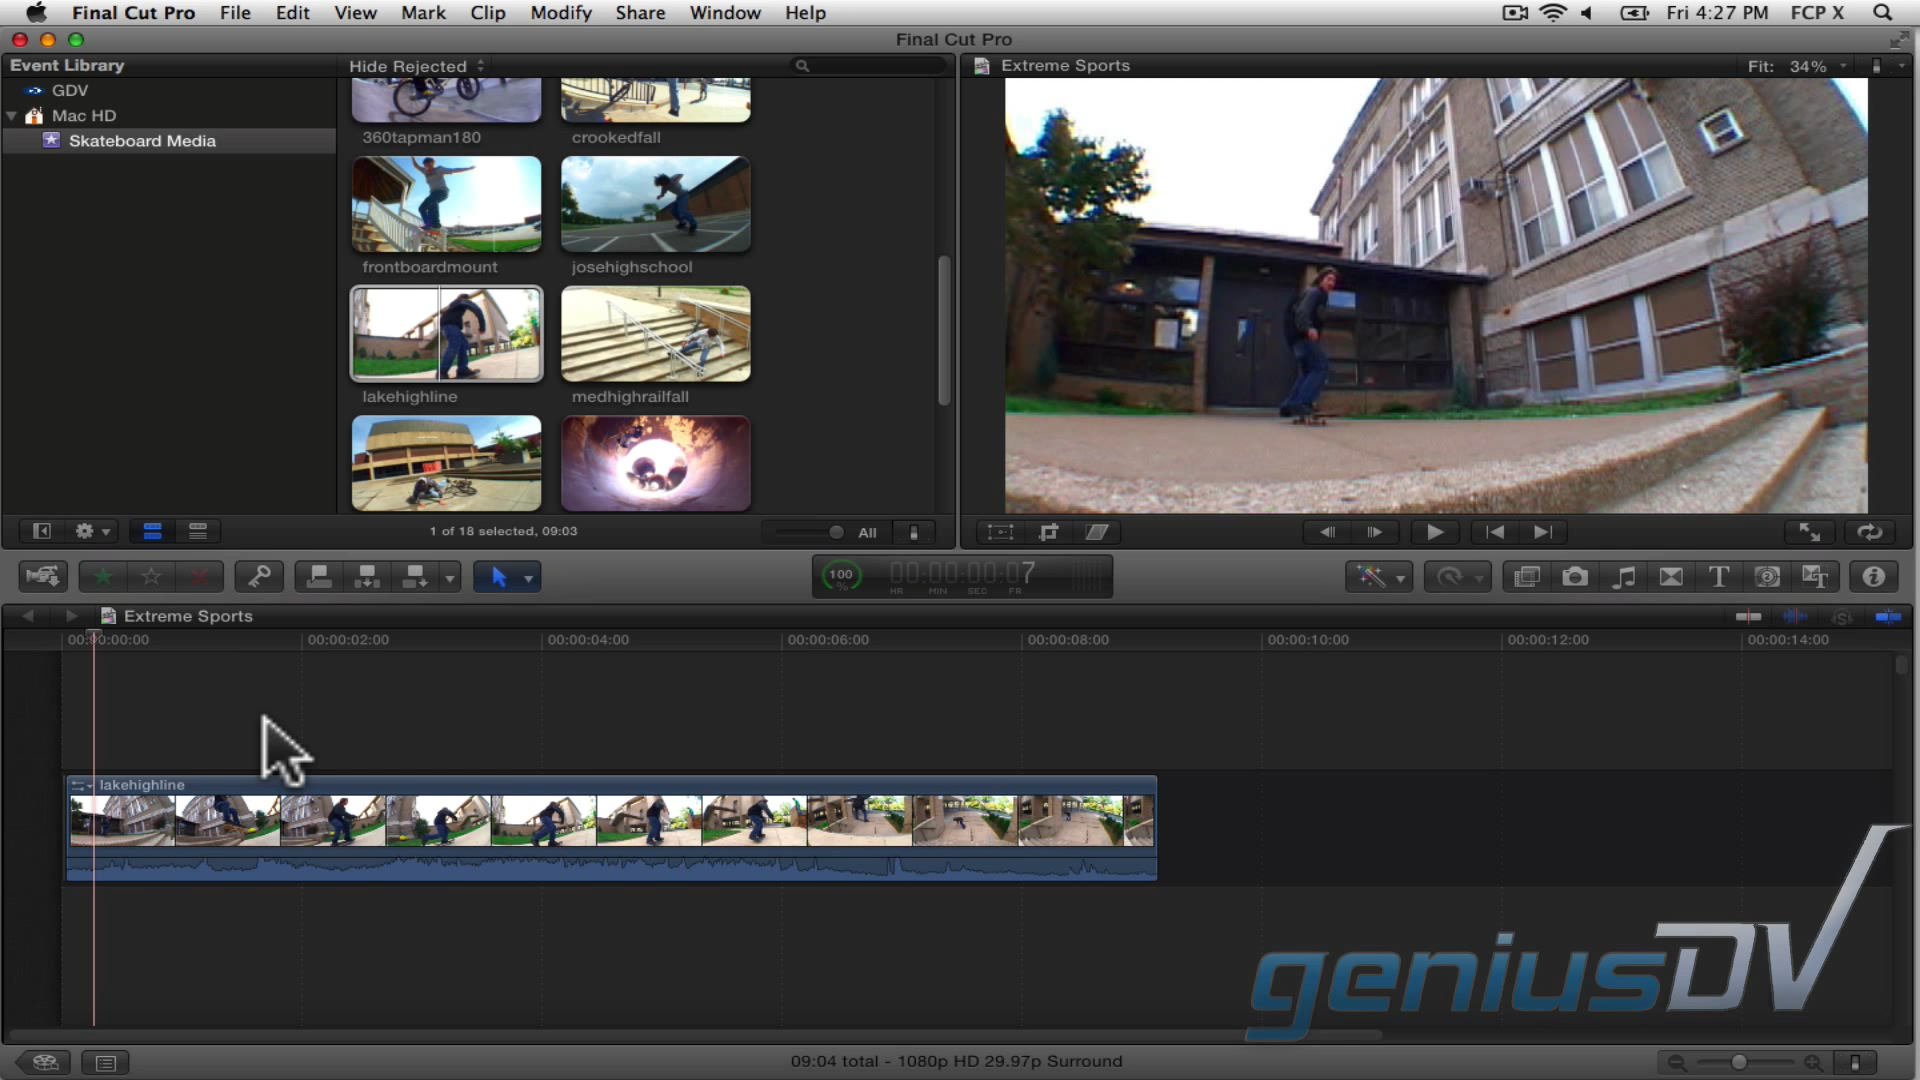 Final Cut Pro File Edit View Mark Clip Modify Share Window Help
Fri 4:27 PM FCP X
Final Cut Pro
Event Library
Hide Rejected
Extreme Sports
Fit: 34%
GDV
Mac HD
Skateboard Media
360tapman180
crookedfall
frontboardmount
josehighschool
lakehighline
medhighrailfall
1 of 18 selected, 09:03
All
100
%
00:00:00:07
HR MIN SEC FR
Extreme Sports
00:00:00:00 00:00:02:00 00:00:04:00 00:00:06:00 00:00:08:00 00:00:10:00 00:00:12:00 00:00:14:00
lakehighline
geniusDV
09:04 total - 1080p HD 29.97p Surround